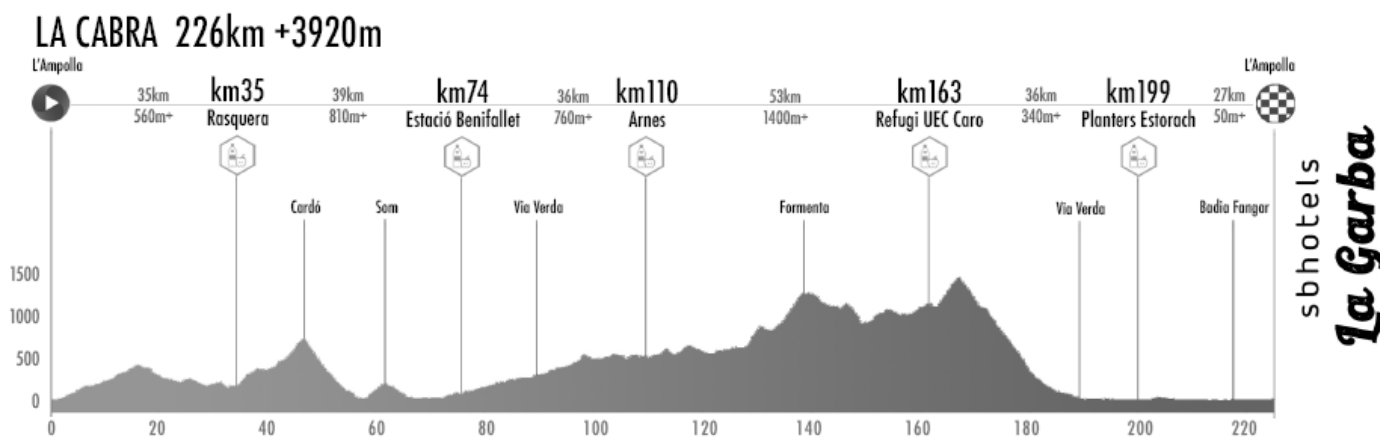 LA CABRA 226km +3920m
L'Ampolla
35km
560m+
km35
Rasquera
39km
810m+
km74
Estació Benifallet
36km
760m+
km110
Arnes
53km
1400m+
km163
Refugi UEC Caro
36km
340m+
km199
Planters Estorach
27km
50m+
L'Ampolla
Cardó
Som
Via Verda
Formenta
Via Verda
Badia Fangar
1500
1000
500
0
0 20 40 60 80 100 120 140 160 180 200 220
sbhotels
La Garba